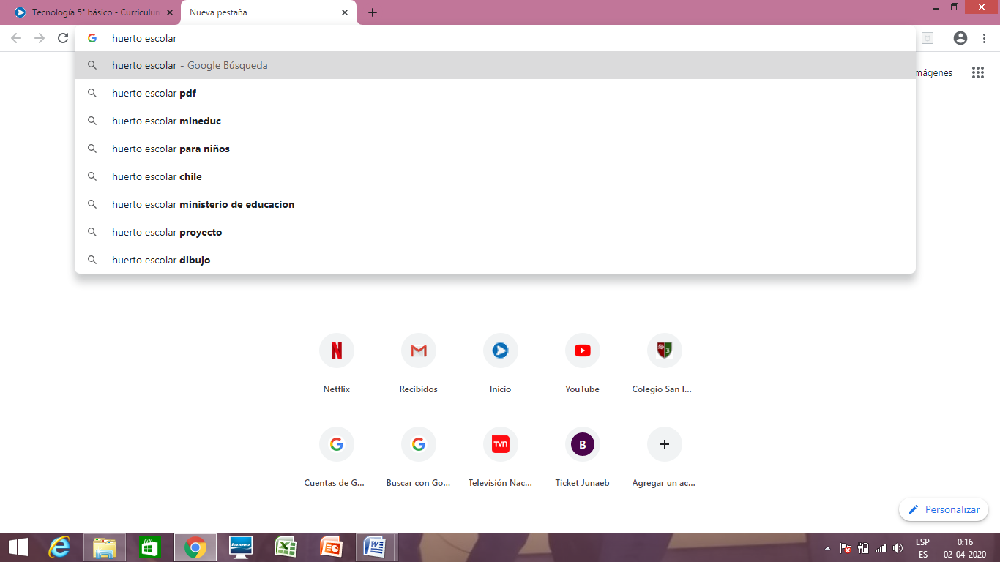 Tecnología 5° básico - Curriculum
Nueva pestaña
huerto escolar
huerto escolar - Google Búsqueda
mágenes
huerto escolar pdf
huerto escolar mineduc
huerto escolar para niños
huerto escolar chile
huerto escolar ministerio de educacion
huerto escolar proyecto
huerto escolar dibujo
Netflix
Recibidos
Inicio
YouTube
Colegio San I...
TVN
B
Cuentas de G...
Buscar con Go...
Televisión Nac...
Ticket Junaeb
Agregar un ac...
Personalizar
lenovo
ESP
ES
0:16
02-04-2020